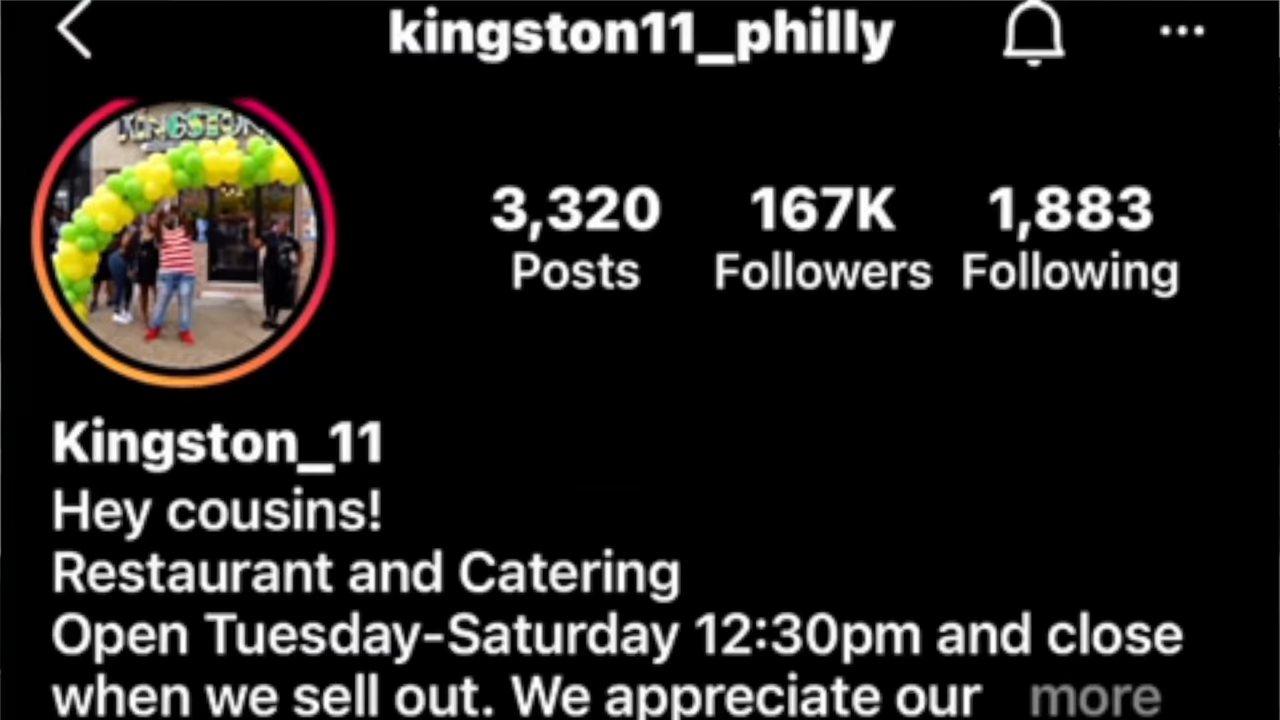 kingston11_philly
KINGSTON
3,320 167K 1,883
Posts Followers Following
Kingston_11
Hey cousins!
Restaurant and Catering
Open Tuesday-Saturday 12:30pm and close
when we sell out. We appreciate our more